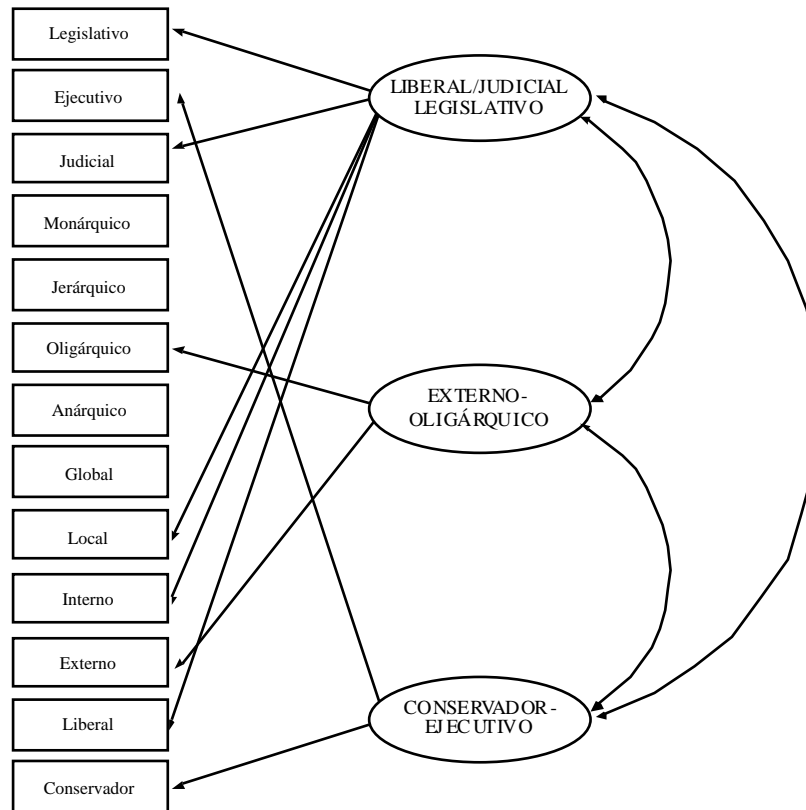 Legislativo
Ejecutivo
Judicial
Monárquico
Jerárquico
Oligárquico
Anárquico
Global
Local
Interno
Externo
Liberal
Conservador
LIBERAL/JUDICIAL
LEGISLATIVO
EXTERNO-
OLIGÁRQUICO
CONSERVADOR-
EJECUTIVO